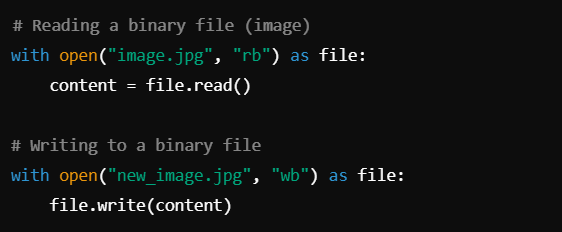 # Reading a binary file (image)
with open("image.jpg", "rb") as file:
    content = file.read()

# Writing to a binary file
with open("new_image.jpg", "wb") as file:
    file.write(content)